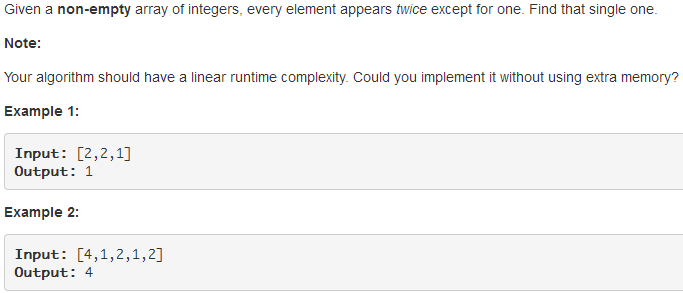 Given a non-empty array of integers, every element appears twice except for one. Find that single one.
Note:
Your algorithm should have a linear runtime complexity. Could you implement it without using extra memory?
Example 1:
Input: [2,2,1]
Output: 1
Example 2:
Input: [4,1,2,1,2]
Output: 4